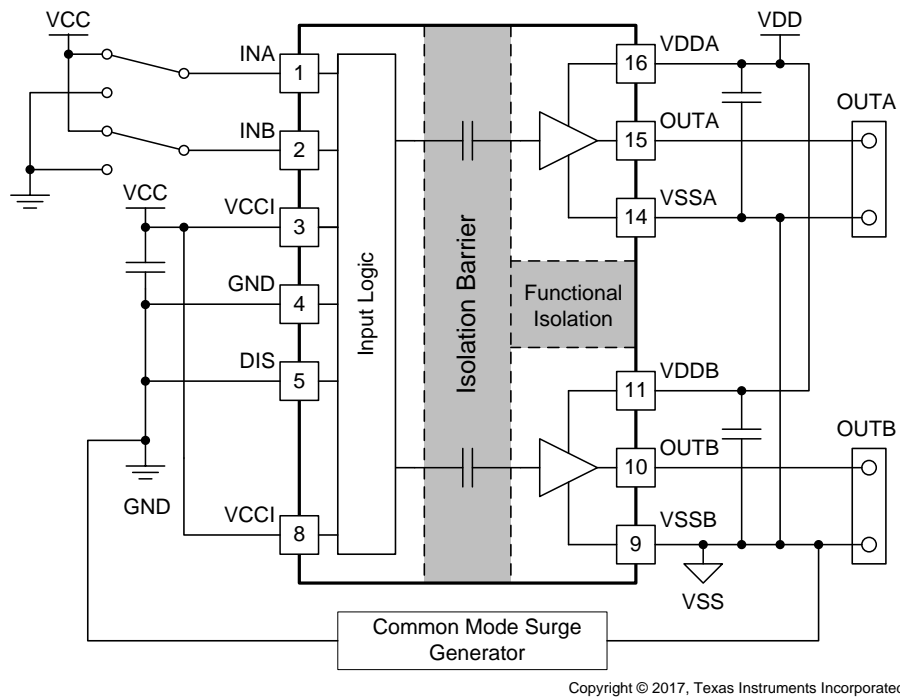 VCC
INA
1
INB
2
VCC
VCCI
3
GND
4
DIS
5
GND
VCCI
8
Input Logic
Isolation Barrier
Functional
Isolation
VDDA
16
VDD
OUTA
15
OUTA
VSSA
14
VDDB
11
OUTB
10
OUTB
VSSB
9
VSS
Common Mode Surge
Generator
Copyright © 2017, Texas Instruments Incorporated